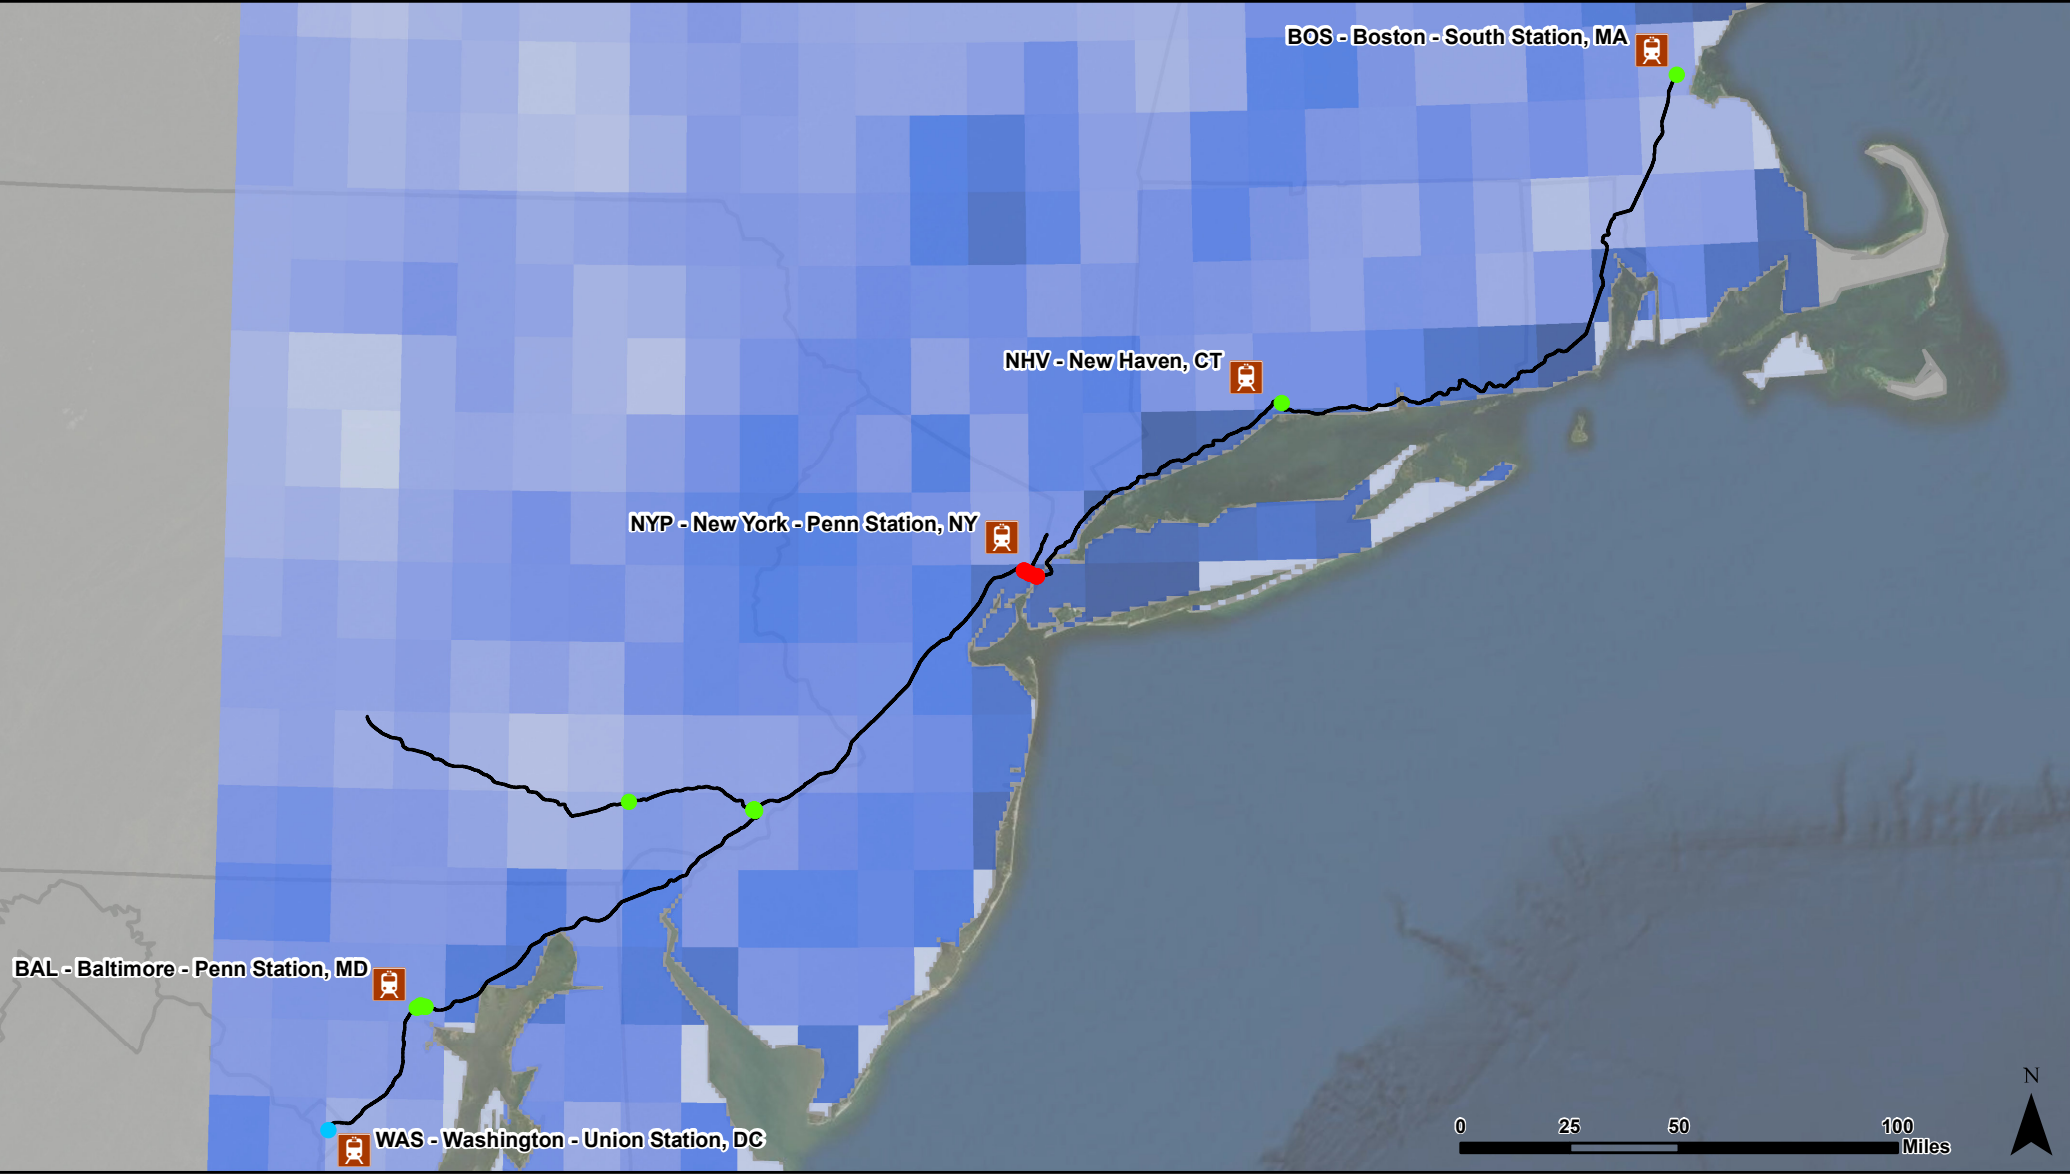 BOS - Boston - South Station, MA
NHV - New Haven, CT
NYP - New York - Penn Station, NY
BAL - Baltimore - Penn Station, MD
WAS - Washington - Union Station, DC
N
0 25 50 100
Miles